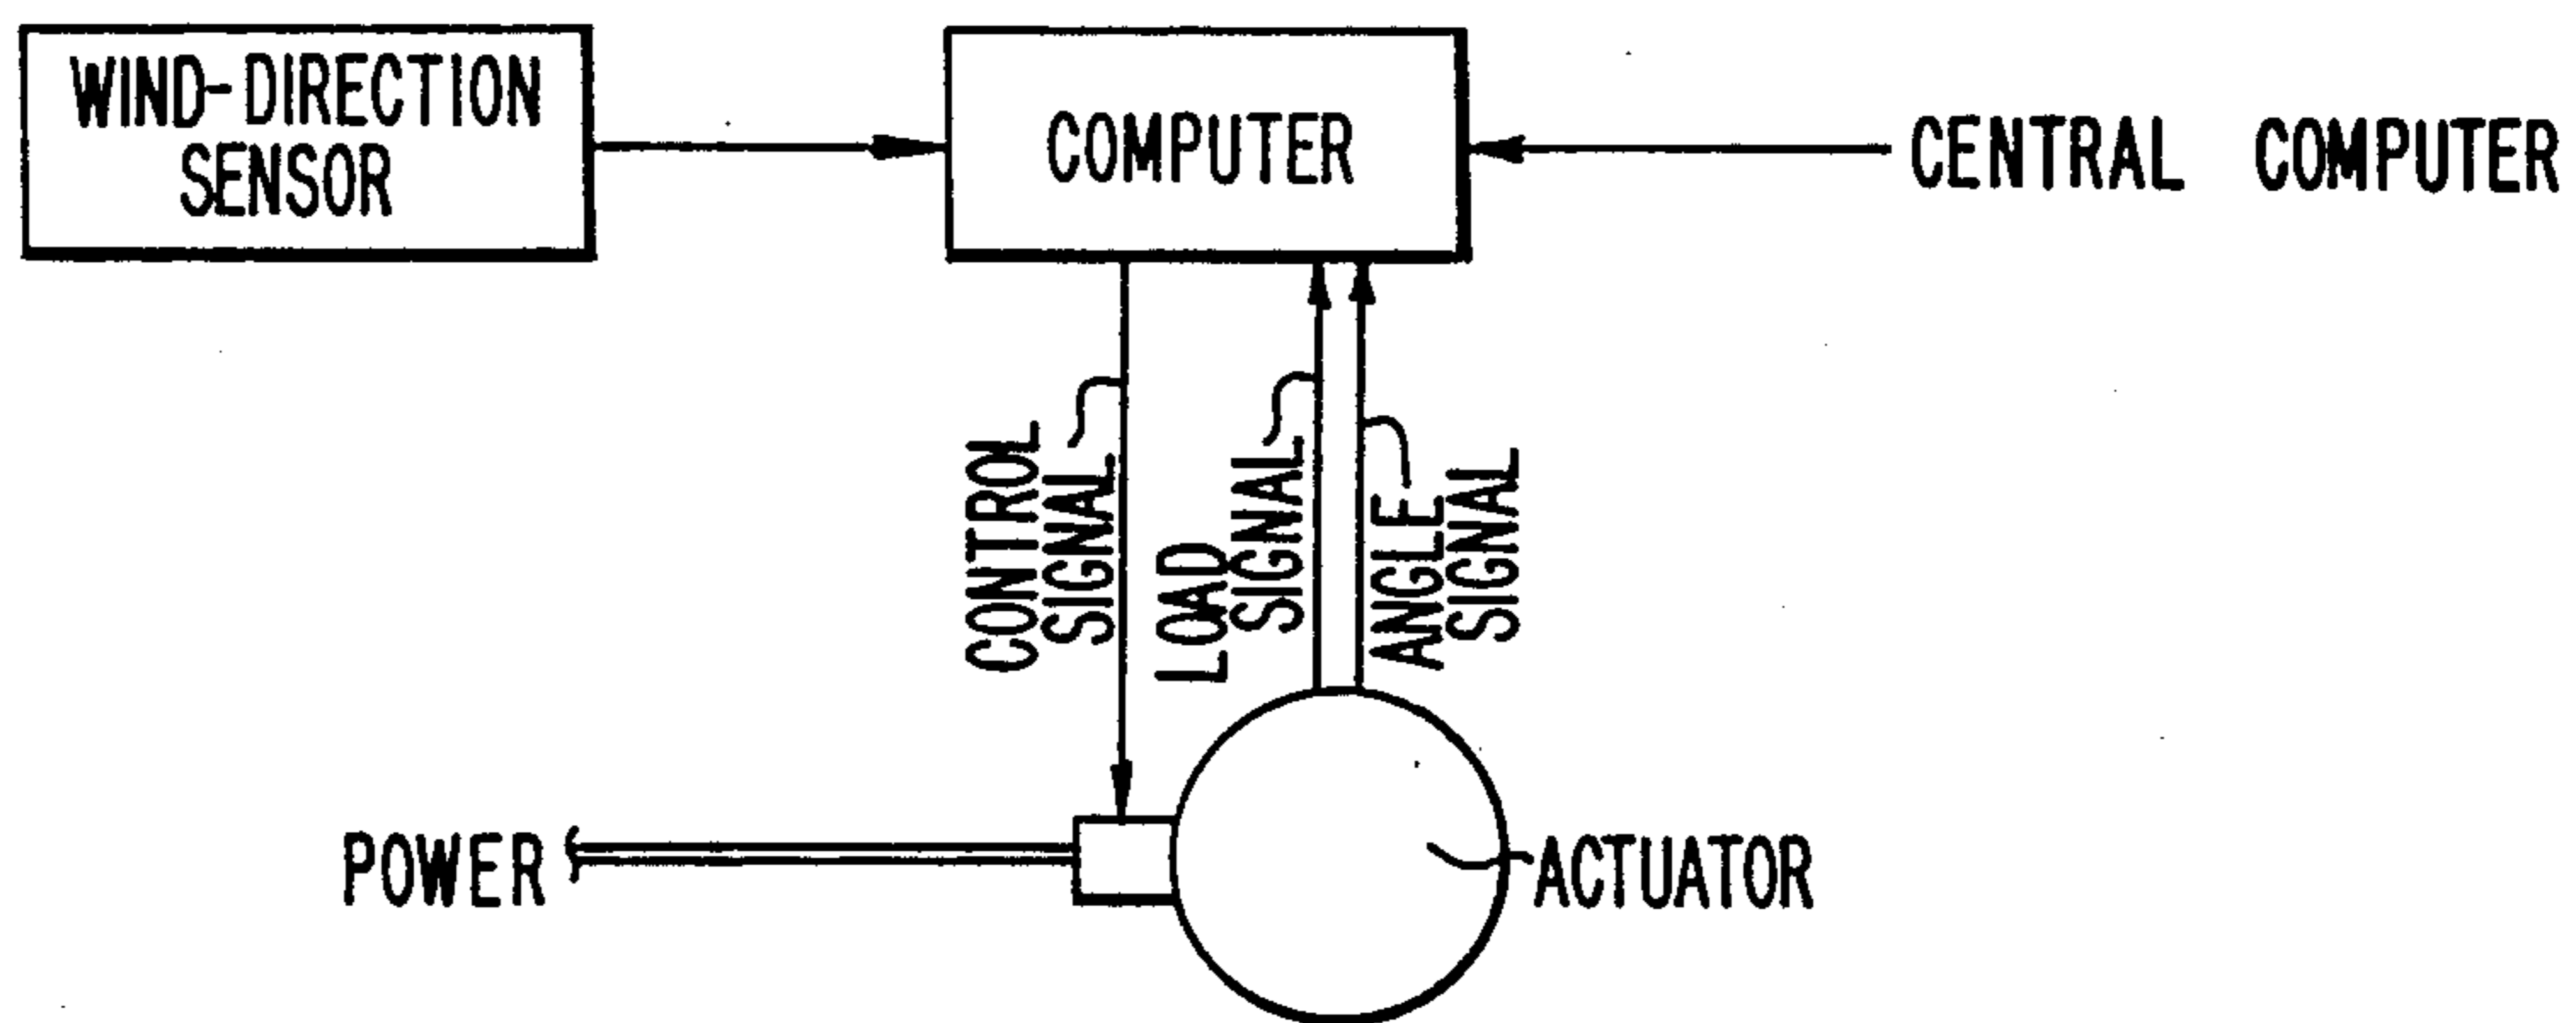 WIND-DIRECTION
SENSOR
COMPUTER
CENTRAL COMPUTER
CONTROL
SIGNAL
LOAD
SIGNAL
ANGLE
SIGNAL
POWER
ACTUATOR